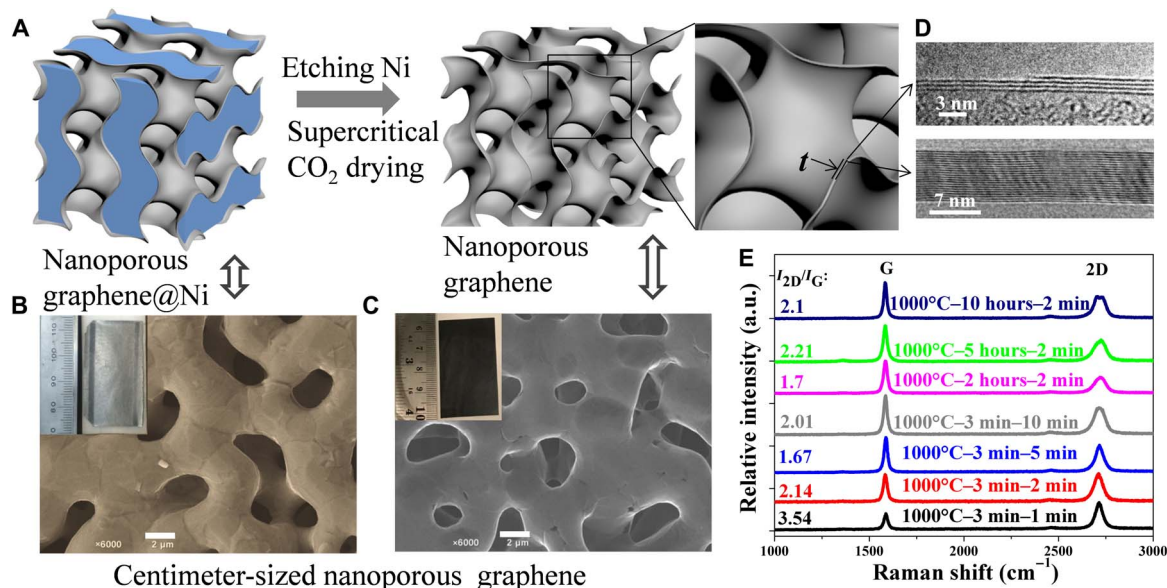 A
Etching Ni
Supercritical
CO₂ drying
t
D
3 nm
7 nm
Nanoporous
graphene@Ni
Nanoporous
graphene
B
×6000
2 μm
C
×6000
2 μm
Centimeter-sized nanoporous graphene
E
I2D/IG:
G
2D
2.1
1000°C–10 hours–2 min
2.21
1000°C–5 hours–2 min
1.7
1000°C–2 hours–2 min
2.01
1000°C–3 min–10 min
1.67
1000°C–3 min–5 min
2.14
1000°C–3 min–2 min
3.54
1000°C–3 min–1 min
Relative intensity (a.u.)
1000
1500
2000
2500
3000
Raman shift (cm⁻¹)